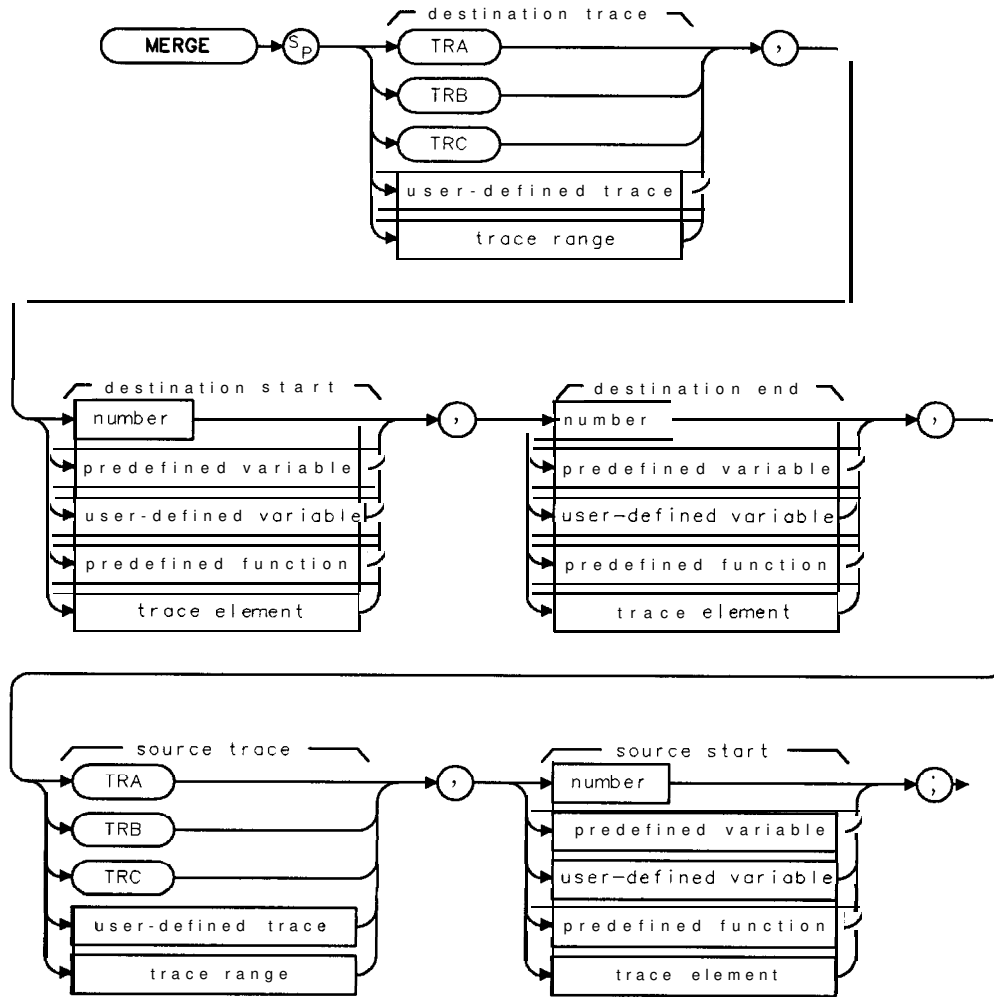 destination trace
MERGE SP TRA ,
TRB
TRC
user-defined trace
trace range
destination start destination end
number , number ,
predefined variable predefined variable
user-defined variable user-defined variable
predefined function predefined function
trace element trace element
source trace source start
TRA , number ;
TRB predefined variable
TRC user-defined variable
user-defined trace predefined function
trace range trace element